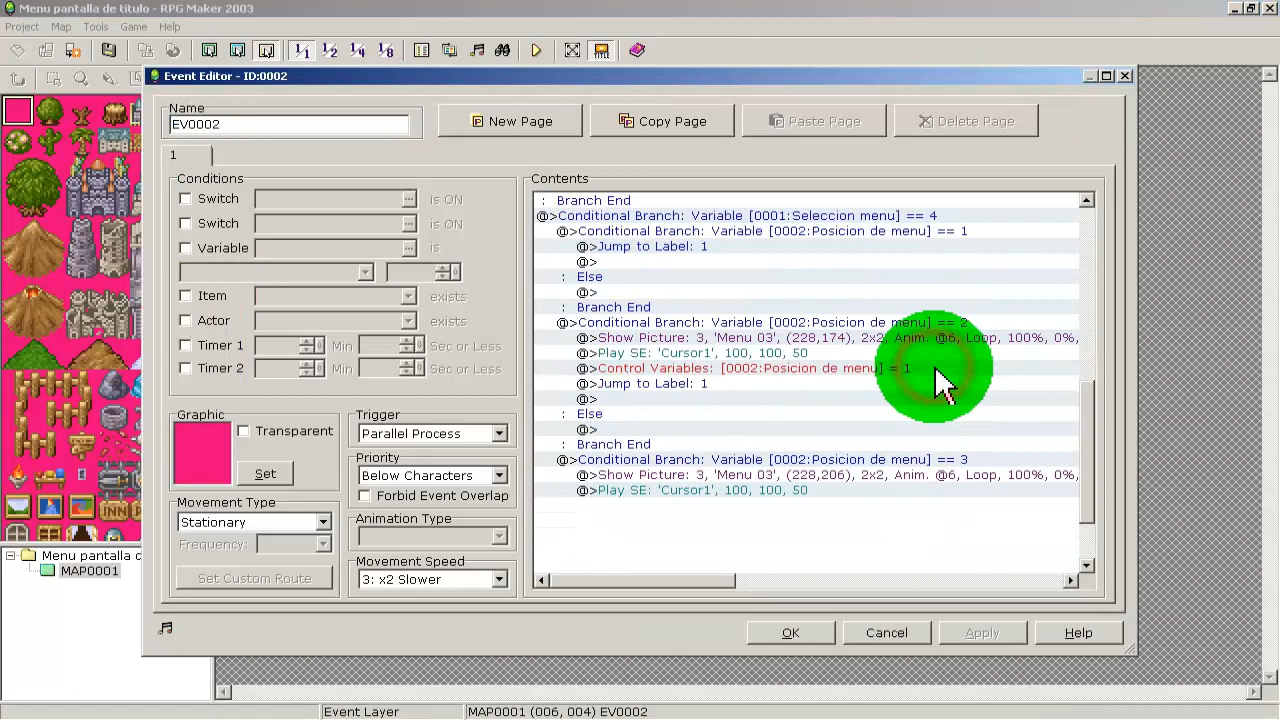 Menu pantalla de titulo - RPG Maker 2003
Project Map Tools Game Help
1/1 1/2 1/4 1/8
Event Editor - ID:0002
Name
EV0002
New Page
Copy Page
Paste Page
Delete Page
1
Conditions
Switch is ON
Switch is ON
Variable is
Item exists
Actor exists
Timer 1 Min Sec or Less
Timer 2 Min Sec or Less
Graphic
Transparent
Set
Movement Type
Stationary
Frequency:
Set Custom Route
Trigger
Parallel Process
Priority
Below Characters
Forbid Event Overlap
Animation Type
Movement Speed
3: x2 Slower
Contents
: Branch End
@>Conditional Branch: Variable [0001:Seleccion menu] == 4
@>Conditional Branch: Variable [0002:Posicion de menu] == 1
@>Jump to Label: 1
@>
: Else
@>
: Branch End
@>Conditional Branch: Variable [0002:Posicion de menu] == 2
@>Show Picture: 3, 'Menu 03', (228,174), 2x2, Anim. @6, Loop, 100%, 0%,
@>Play SE: 'Cursor1', 100, 100, 50
@>Control Variables: [0002:Posicion de menu] = 1
@>Jump to Label: 1
@>
: Else
@>
: Branch End
@>Conditional Branch: Variable [0002:Posicion de menu] == 3
@>Show Picture: 3, 'Menu 03', (228,206), 2x2, Anim. @6, Loop, 100%, 0%,
@>Play SE: 'Cursor1', 100, 100, 50
OK
Cancel
Apply
Help
INN
Menu pantalla c
MAP0001
Event Layer
MAP0001 (006, 004) EV0002